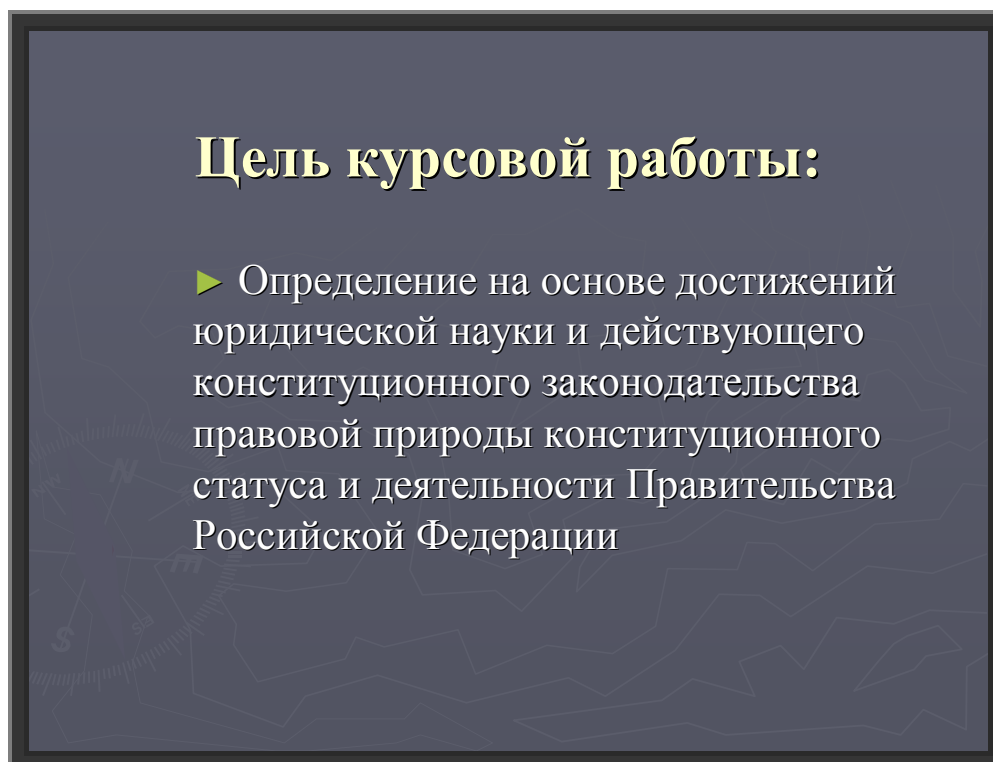 Цель курсовой работы:
► Определение на основе достижений
юридической науки и действующего
конституционного законодательства
правовой природы конституционного
статуса и деятельности Правительства
Российской Федерации
N
E
S